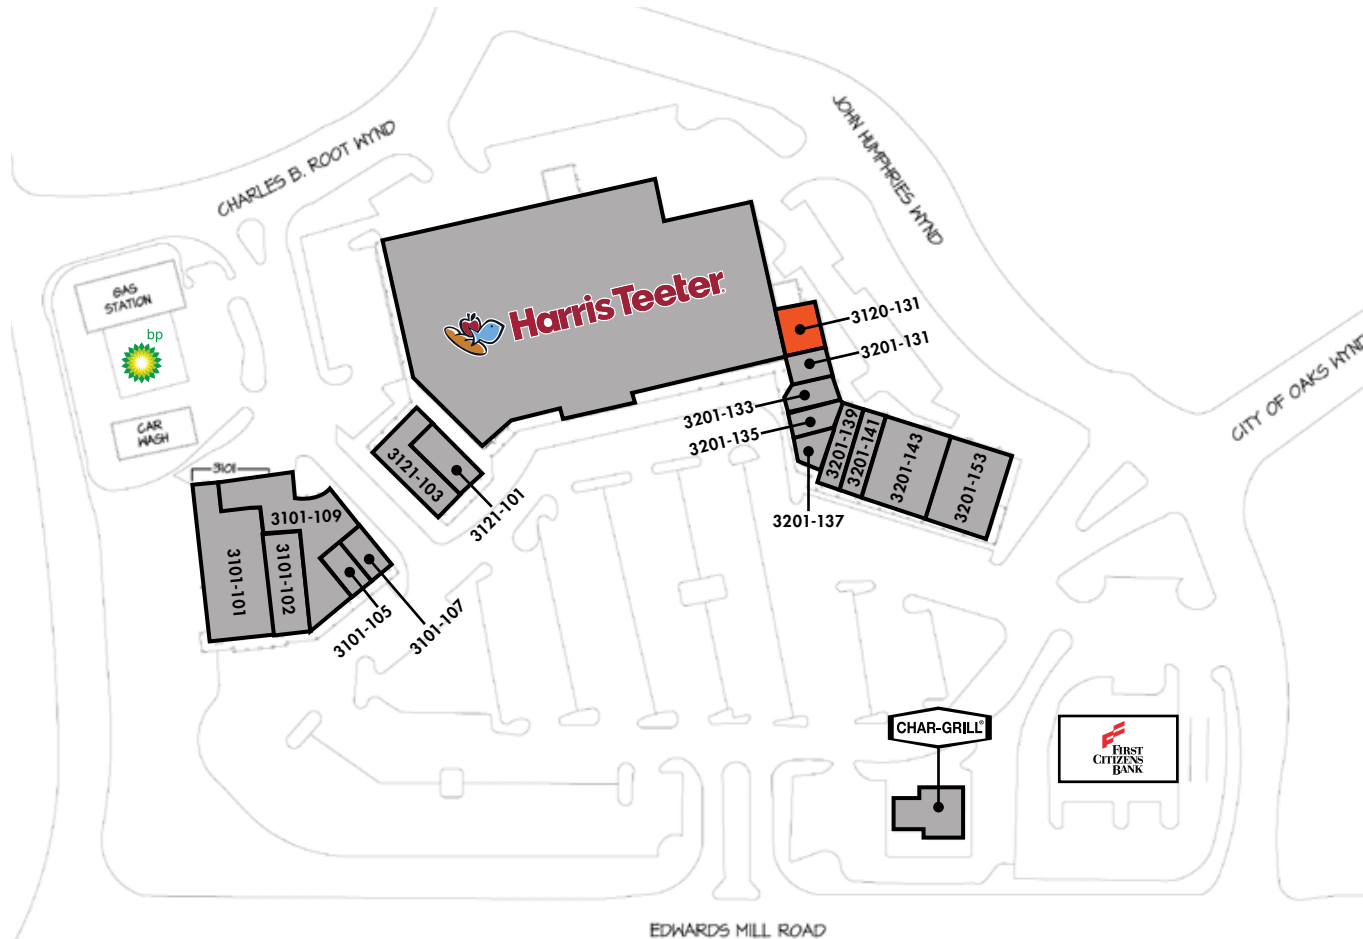 CHARLES B. ROOT WYND
JOHN HUMPHRIES WYND
CITY OF OAKS WYND
GAS
STATION
bp
CAR
WASH
Harris Teeter
3120-131
3201-131
3201-133
3201-135
3201-137
3201-139
3201-141
3201-143
3201-153
3121-103
3121-101
3101
3101-109
3101-101
3101-102
3101-105
3101-107
CHAR-GRILL®
FIRST
CITIZENS
BANK
EDWARDS MILL ROAD